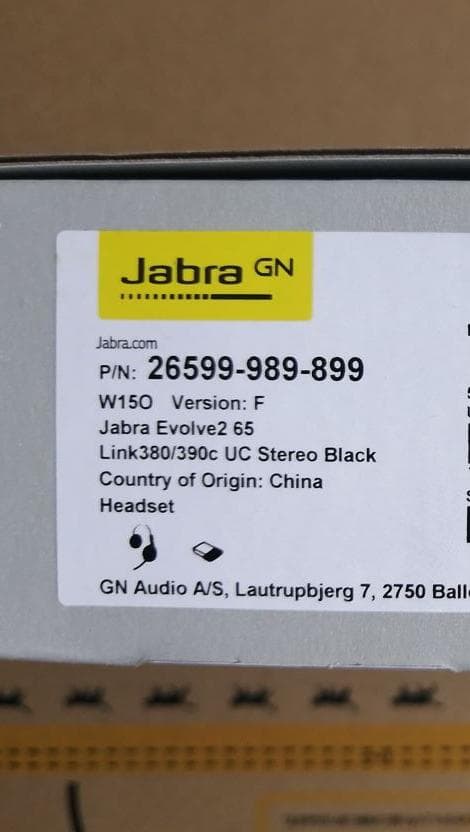 Jabra GN
Jabra.com
P/N: 26599-989-899
W15O Version: F
Jabra Evolve2 65
Link380/390c UC Stereo Black
Country of Origin: China
Headset
GN Audio A/S, Lautrupbjerg 7, 2750 Ball